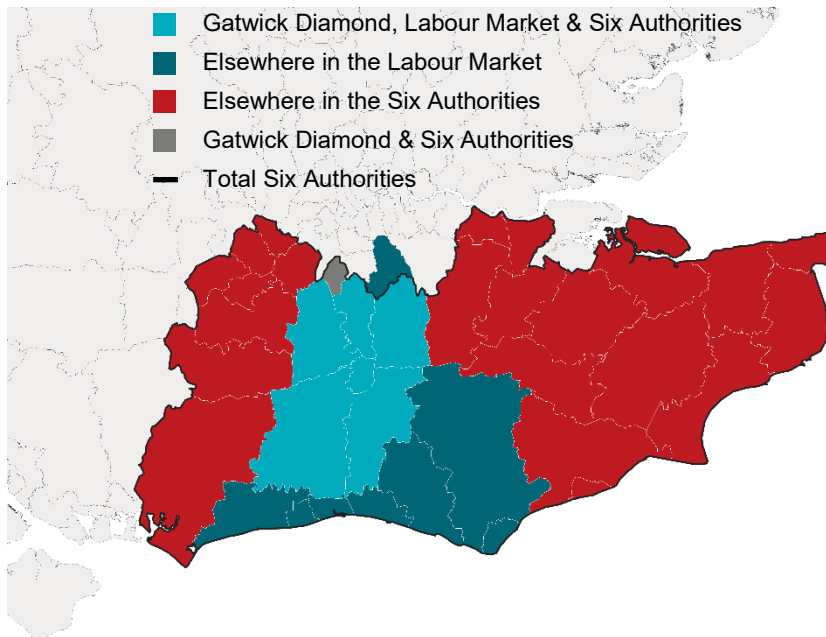 Gatwick Diamond, Labour Market & Six Authorities
Elsewhere in the Labour Market
Elsewhere in the Six Authorities
Gatwick Diamond & Six Authorities
Total Six Authorities